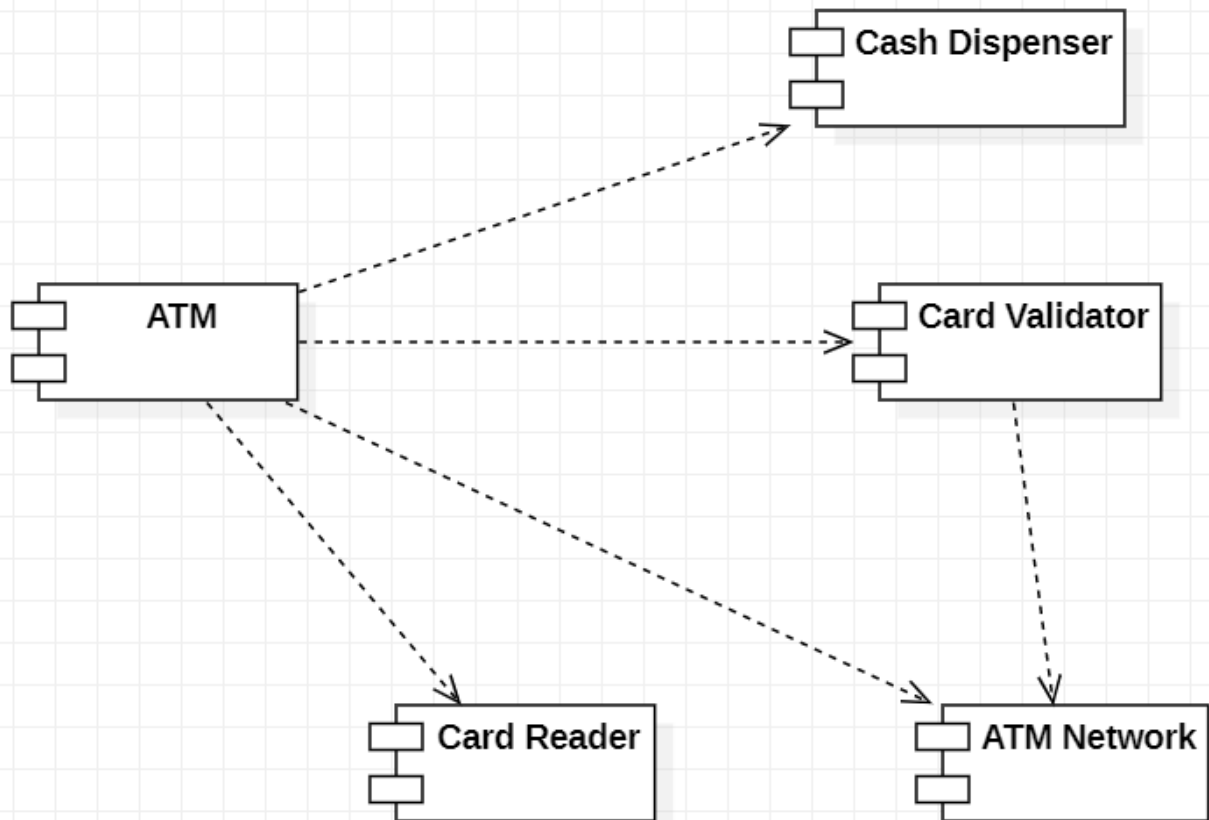 Cash Dispenser
ATM
Card Validator
Card Reader
ATM Network